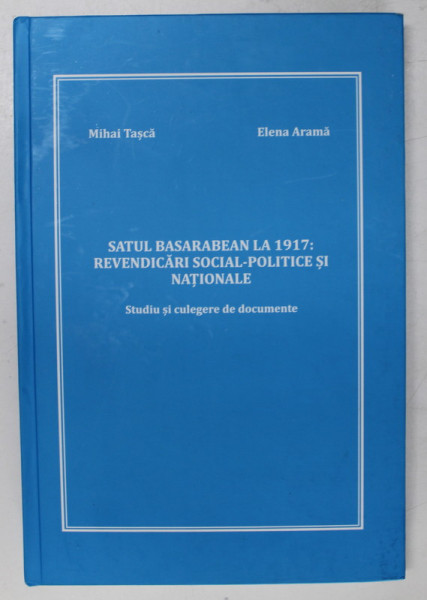 Mihai Tașcă Elena Aramă
SATUL BASARABEAN LA 1917:
REVENDICĂRI SOCIAL-POLITICE ȘI
NAȚIONALE
Studiu și culegere de documente